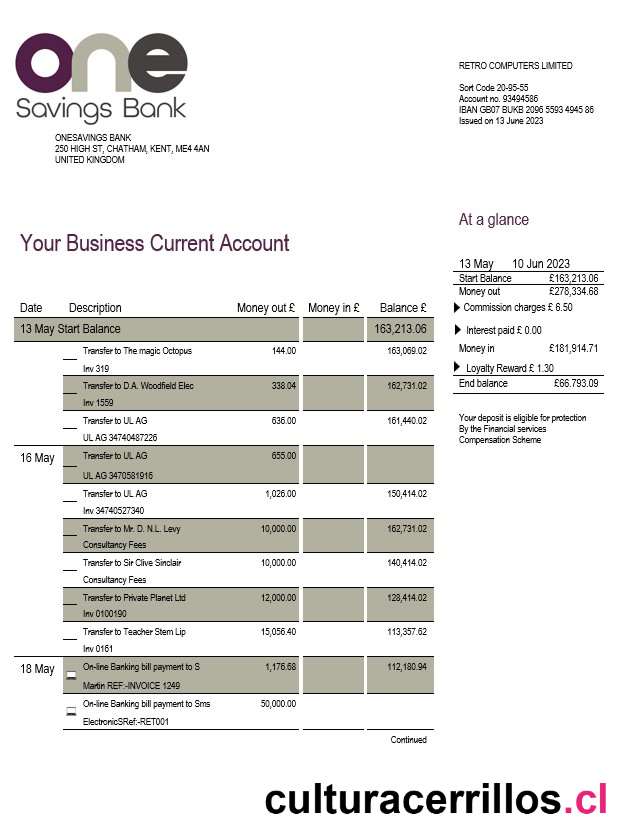 one
Savings Bank
ONESAVINGS BANK
250 HIGH ST, CHATHAM, KENT, ME4 4AN
UNITED KINGDOM
RETRO COMPUTERS LIMITED
Sort Code 20-95-55
Account no. 93494586
IBAN GB07 BUKB 2096 5593 4945 86
Issued on 13 June 2023
Your Business Current Account
At a glance
13 May 10 Jun 2023
Start Balance £163,213.06
Money out £278,334.68
Commission charges £ 6.50
Interest paid £ 0.00
Money in £181,914.71
Loyalty Reward £ 1.30
End balance £66.793.09
Your deposit is eligible for protection
By the Financial services
Compensation Scheme
Date Description Money out £ Money in £ Balance £
13 May Start Balance 163,213.06
Transfer to The magic Octopus 144.00 163,069.02
Inv 319
Transfer to D.A. Woodfield Elec 338.04 162,731.02
Inv 1559
Transfer to UL AG 636.00 161,440.02
UL AG 34740487226
16 May Transfer to UL AG 655.00
UL AG 3470581916
Transfer to UL AG 1,026.00 150,414.02
Inv 34740527340
Transfer to Mr. D. N.L. Levy 10,000.00 162,731.02
Consultancy Fees
Transfer to Sir Clive Sinclair 10,000.00 140,414.02
Consultancy Fees
Transfer to Private Planet Ltd 12,000.00 128,414.02
Inv 0100190
Transfer to Teacher Stem Lip 15,056.40 113,357.62
Inv 0161
18 May On-line Banking bill payment to S 1,176.68 112,180.94
Martin REF:-INVOICE 1249
On-line Banking bill payment to Sms 50,000.00
ElectronicSRef:-RET001
Continued
culturacerrillos.cl